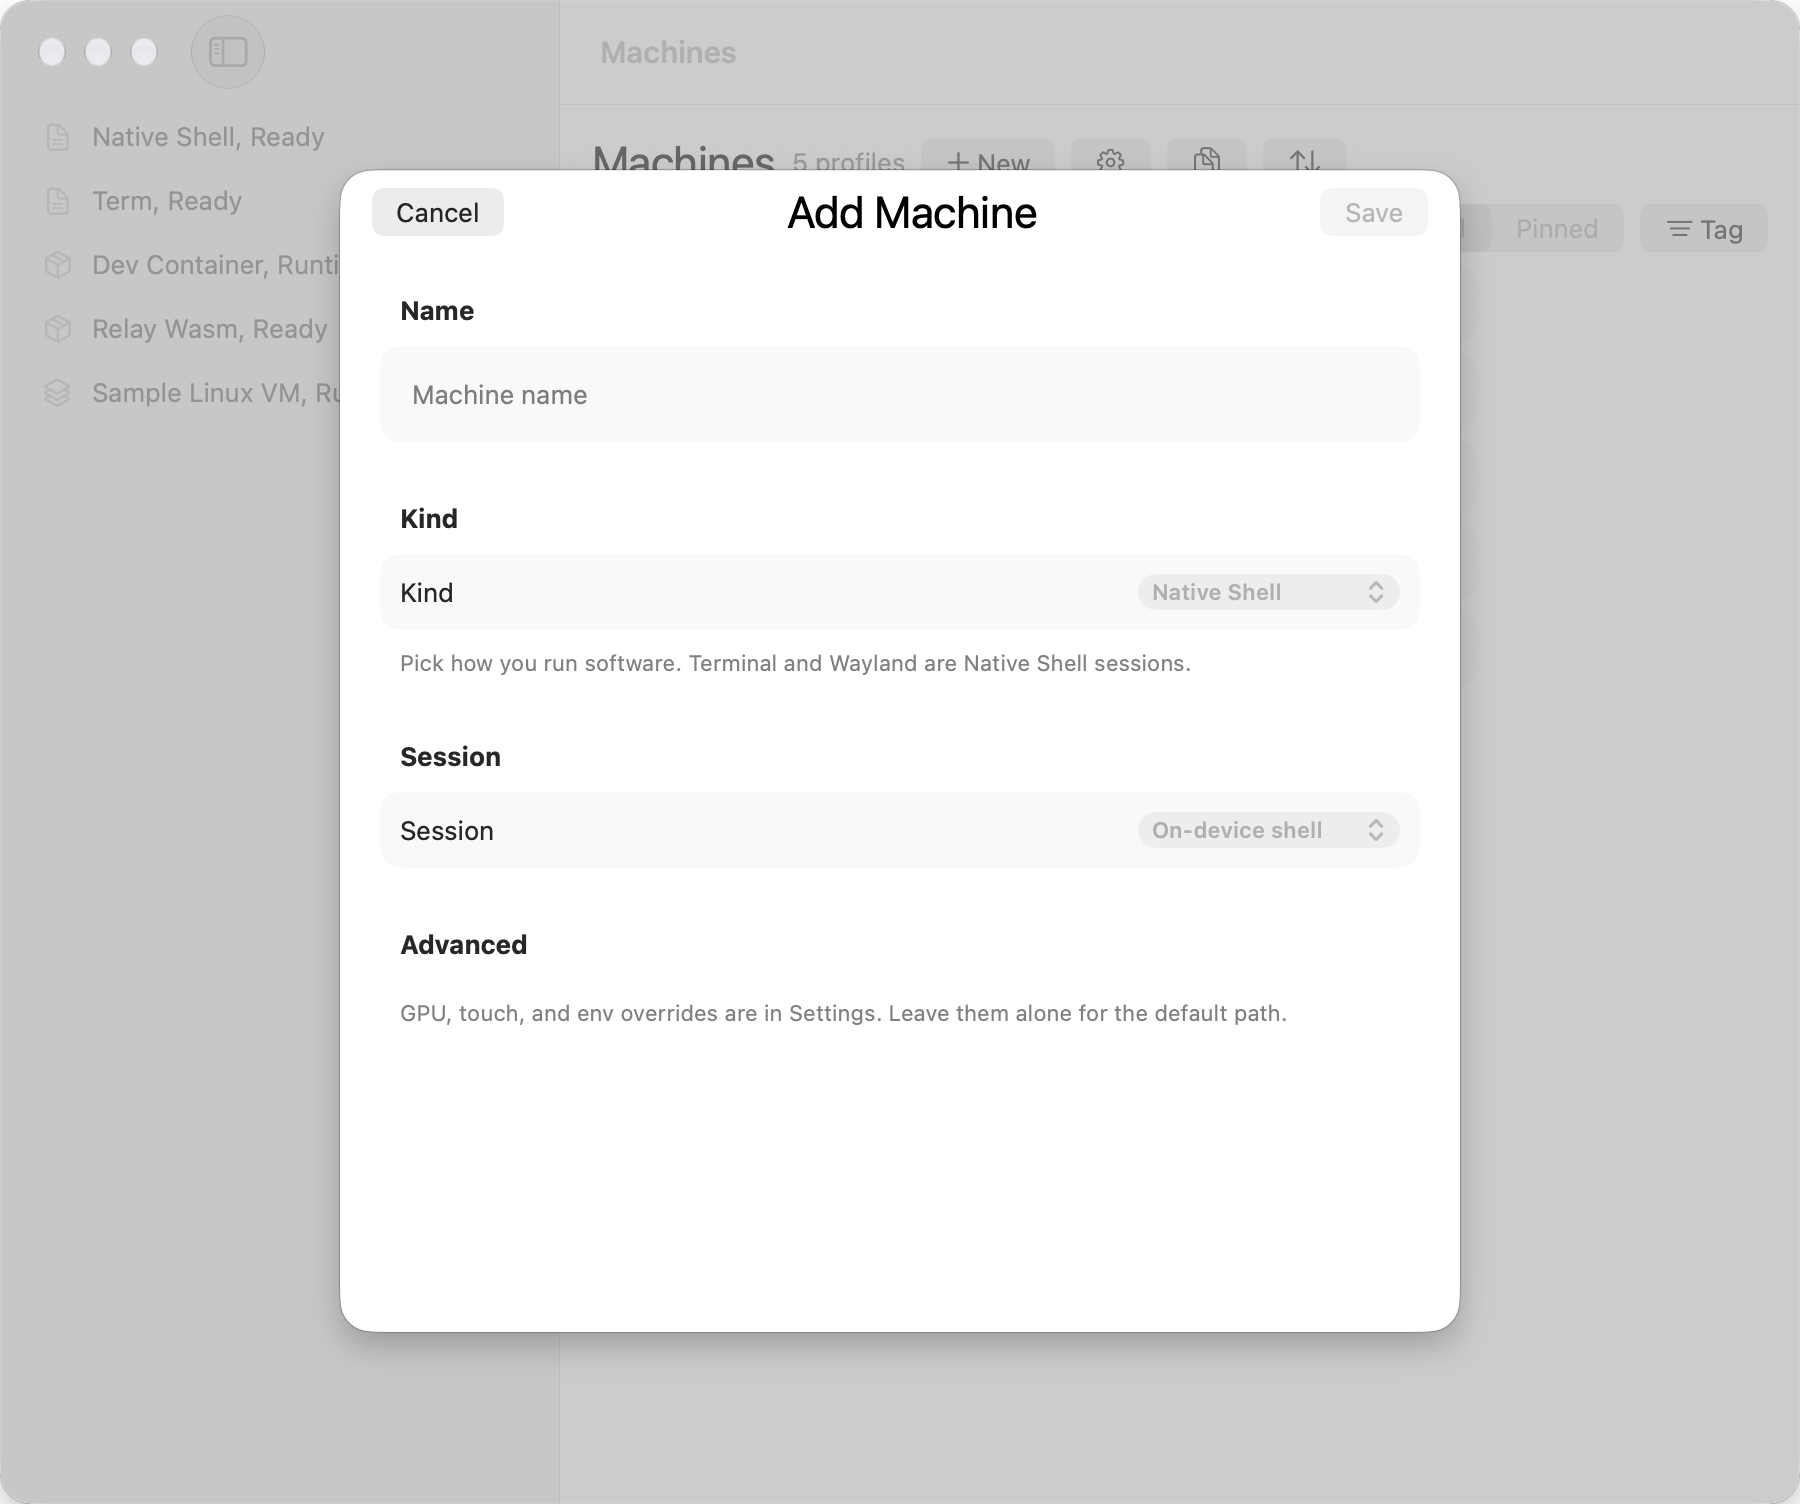 Machines
Native Shell, Ready
Term, Ready
Dev Container, Runti
Relay Wasm, Ready
Sample Linux VM, Ru
Machines 5 profiles + New
Pinned Tag
Cancel Add Machine Save
Name
Machine name
Kind
Kind Native Shell
Pick how you run software. Terminal and Wayland are Native Shell sessions.
Session
Session On-device shell
Advanced
GPU, touch, and env overrides are in Settings. Leave them alone for the default path.